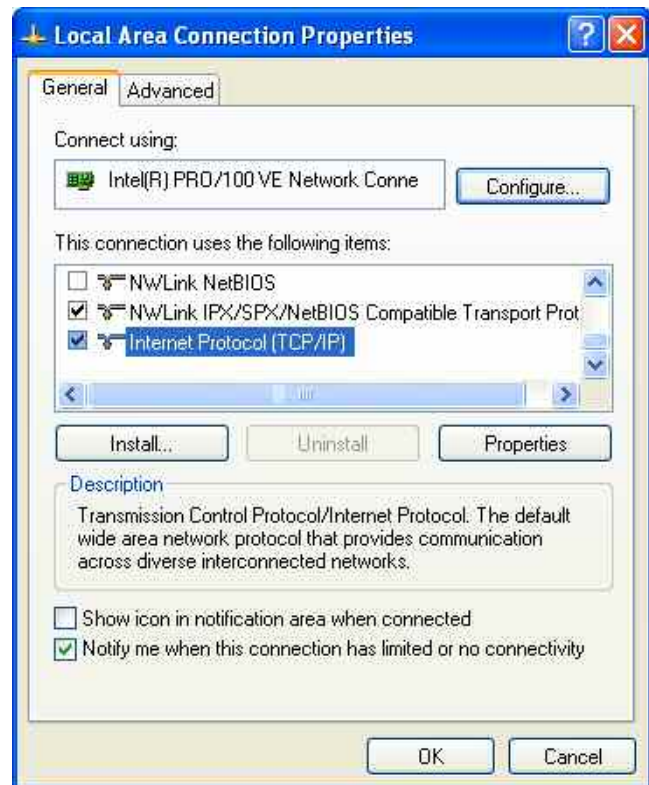 Local Area Connection Properties
General
Advanced
Connect using:
Intel(R) PRO/100 VE Network Conne
Configure...
This connection uses the following items:
NWLink NetBIOS
NWLink IPX/SPX/NetBIOS Compatible Transport Prot
Internet Protocol (TCP/IP)
Install...
Uninstall
Properties
Description
Transmission Control Protocol/Internet Protocol. The default
wide area network protocol that provides communication
across diverse interconnected networks.
Show icon in notification area when connected
Notify me when this connection has limited or no connectivity
OK
Cancel